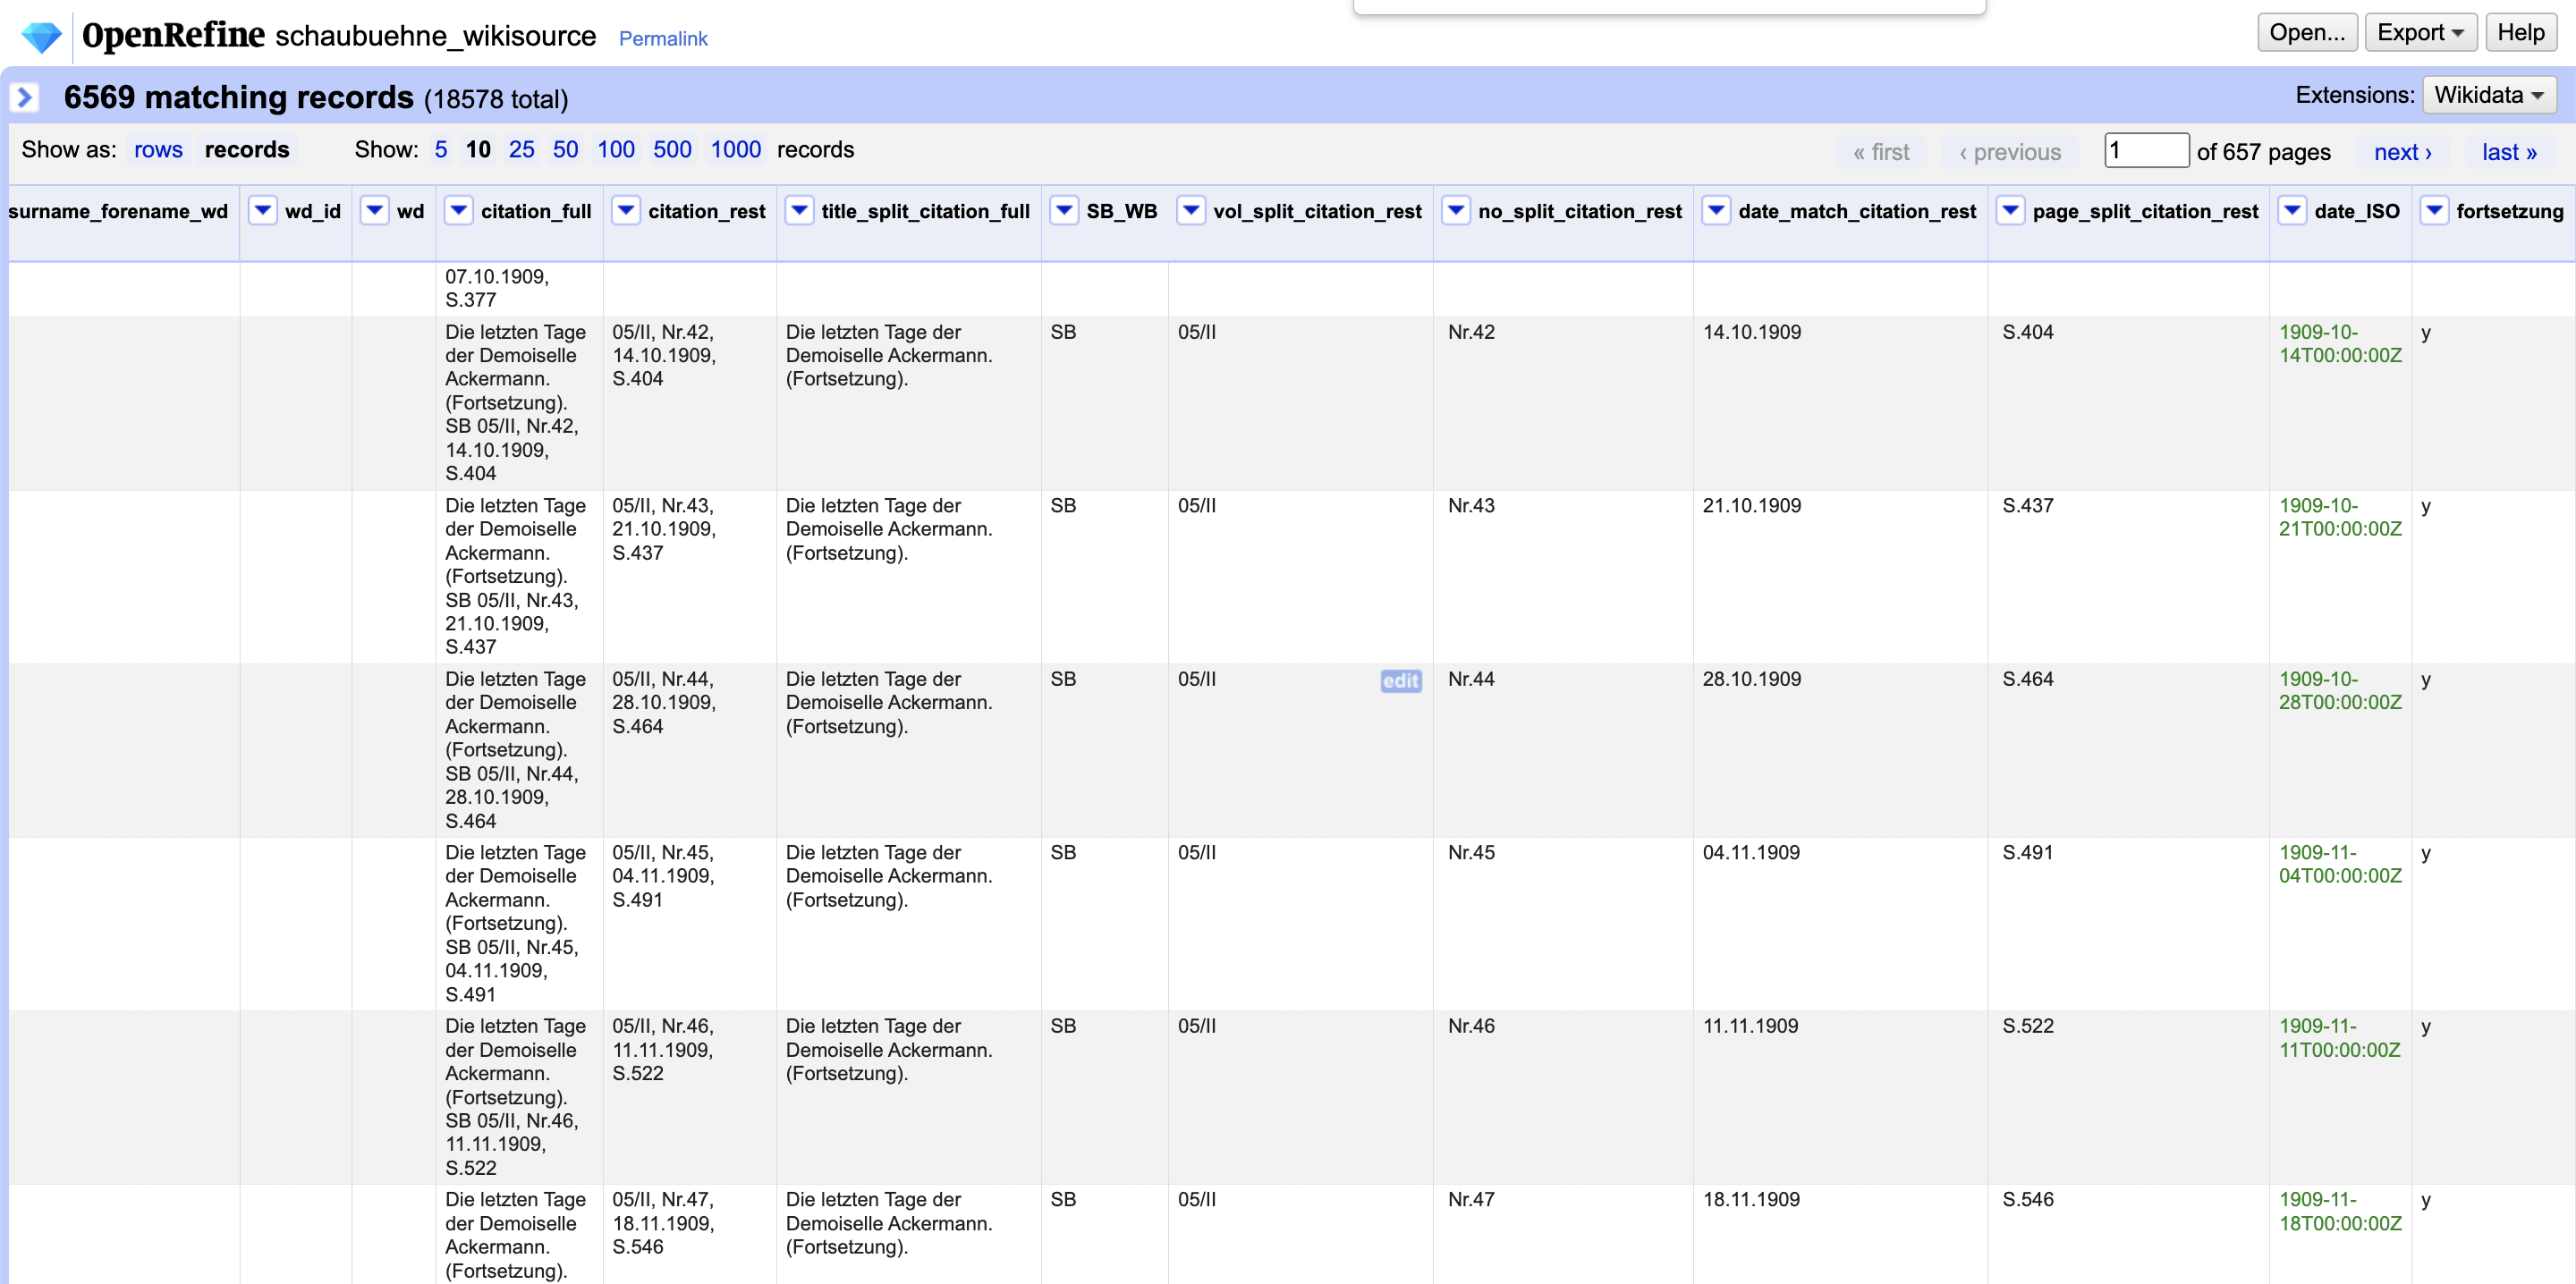 OpenRefine schaubuehne_wikisource Permalink Open... Export Help
6569 matching records (18578 total) Extensions: Wikidata
Show as: rows records Show: 5 10 25 50 100 500 1000 records « first ‹ previous 1 of 657 pages next › last »
surname_forename_wd wd_id wd citation_full citation_rest title_split_citation_full SB_WB vol_split_citation_rest no_split_citation_rest date_match_citation_rest page_split_citation_rest date_ISO fortsetzung
07.10.1909,
S.377
Die letzten Tage 05/II, Nr.42, Die letzten Tage der SB 05/II Nr.42 14.10.1909 S.404 1909-10- y
der Demoiselle 14.10.1909, Demoiselle Ackermann. 14T00:00:00Z
Ackermann. S.404 (Fortsetzung).
(Fortsetzung).
SB 05/II, Nr.42,
14.10.1909,
S.404
Die letzten Tage 05/II, Nr.43, Die letzten Tage der SB 05/II Nr.43 21.10.1909 S.437 1909-10- y
der Demoiselle 21.10.1909, Demoiselle Ackermann. 21T00:00:00Z
Ackermann. S.437 (Fortsetzung).
(Fortsetzung).
SB 05/II, Nr.43,
21.10.1909,
S.437
Die letzten Tage 05/II, Nr.44, Die letzten Tage der SB 05/II edit Nr.44 28.10.1909 S.464 1909-10- y
der Demoiselle 28.10.1909, Demoiselle Ackermann. 28T00:00:00Z
Ackermann. S.464 (Fortsetzung).
(Fortsetzung).
SB 05/II, Nr.44,
28.10.1909,
S.464
Die letzten Tage 05/II, Nr.45, Die letzten Tage der SB 05/II Nr.45 04.11.1909 S.491 1909-11- y
der Demoiselle 04.11.1909, Demoiselle Ackermann. 04T00:00:00Z
Ackermann. S.491 (Fortsetzung).
(Fortsetzung).
SB 05/II, Nr.45,
04.11.1909,
S.491
Die letzten Tage 05/II, Nr.46, Die letzten Tage der SB 05/II Nr.46 11.11.1909 S.522 1909-11- y
der Demoiselle 11.11.1909, Demoiselle Ackermann. 11T00:00:00Z
Ackermann. S.522 (Fortsetzung).
(Fortsetzung).
SB 05/II, Nr.46,
11.11.1909,
S.522
Die letzten Tage 05/II, Nr.47, Die letzten Tage der SB 05/II Nr.47 18.11.1909 S.546 1909-11- y
der Demoiselle 18.11.1909, Demoiselle Ackermann. 18T00:00:00Z
Ackermann. S.546 (Fortsetzung).
(Fortsetzung).